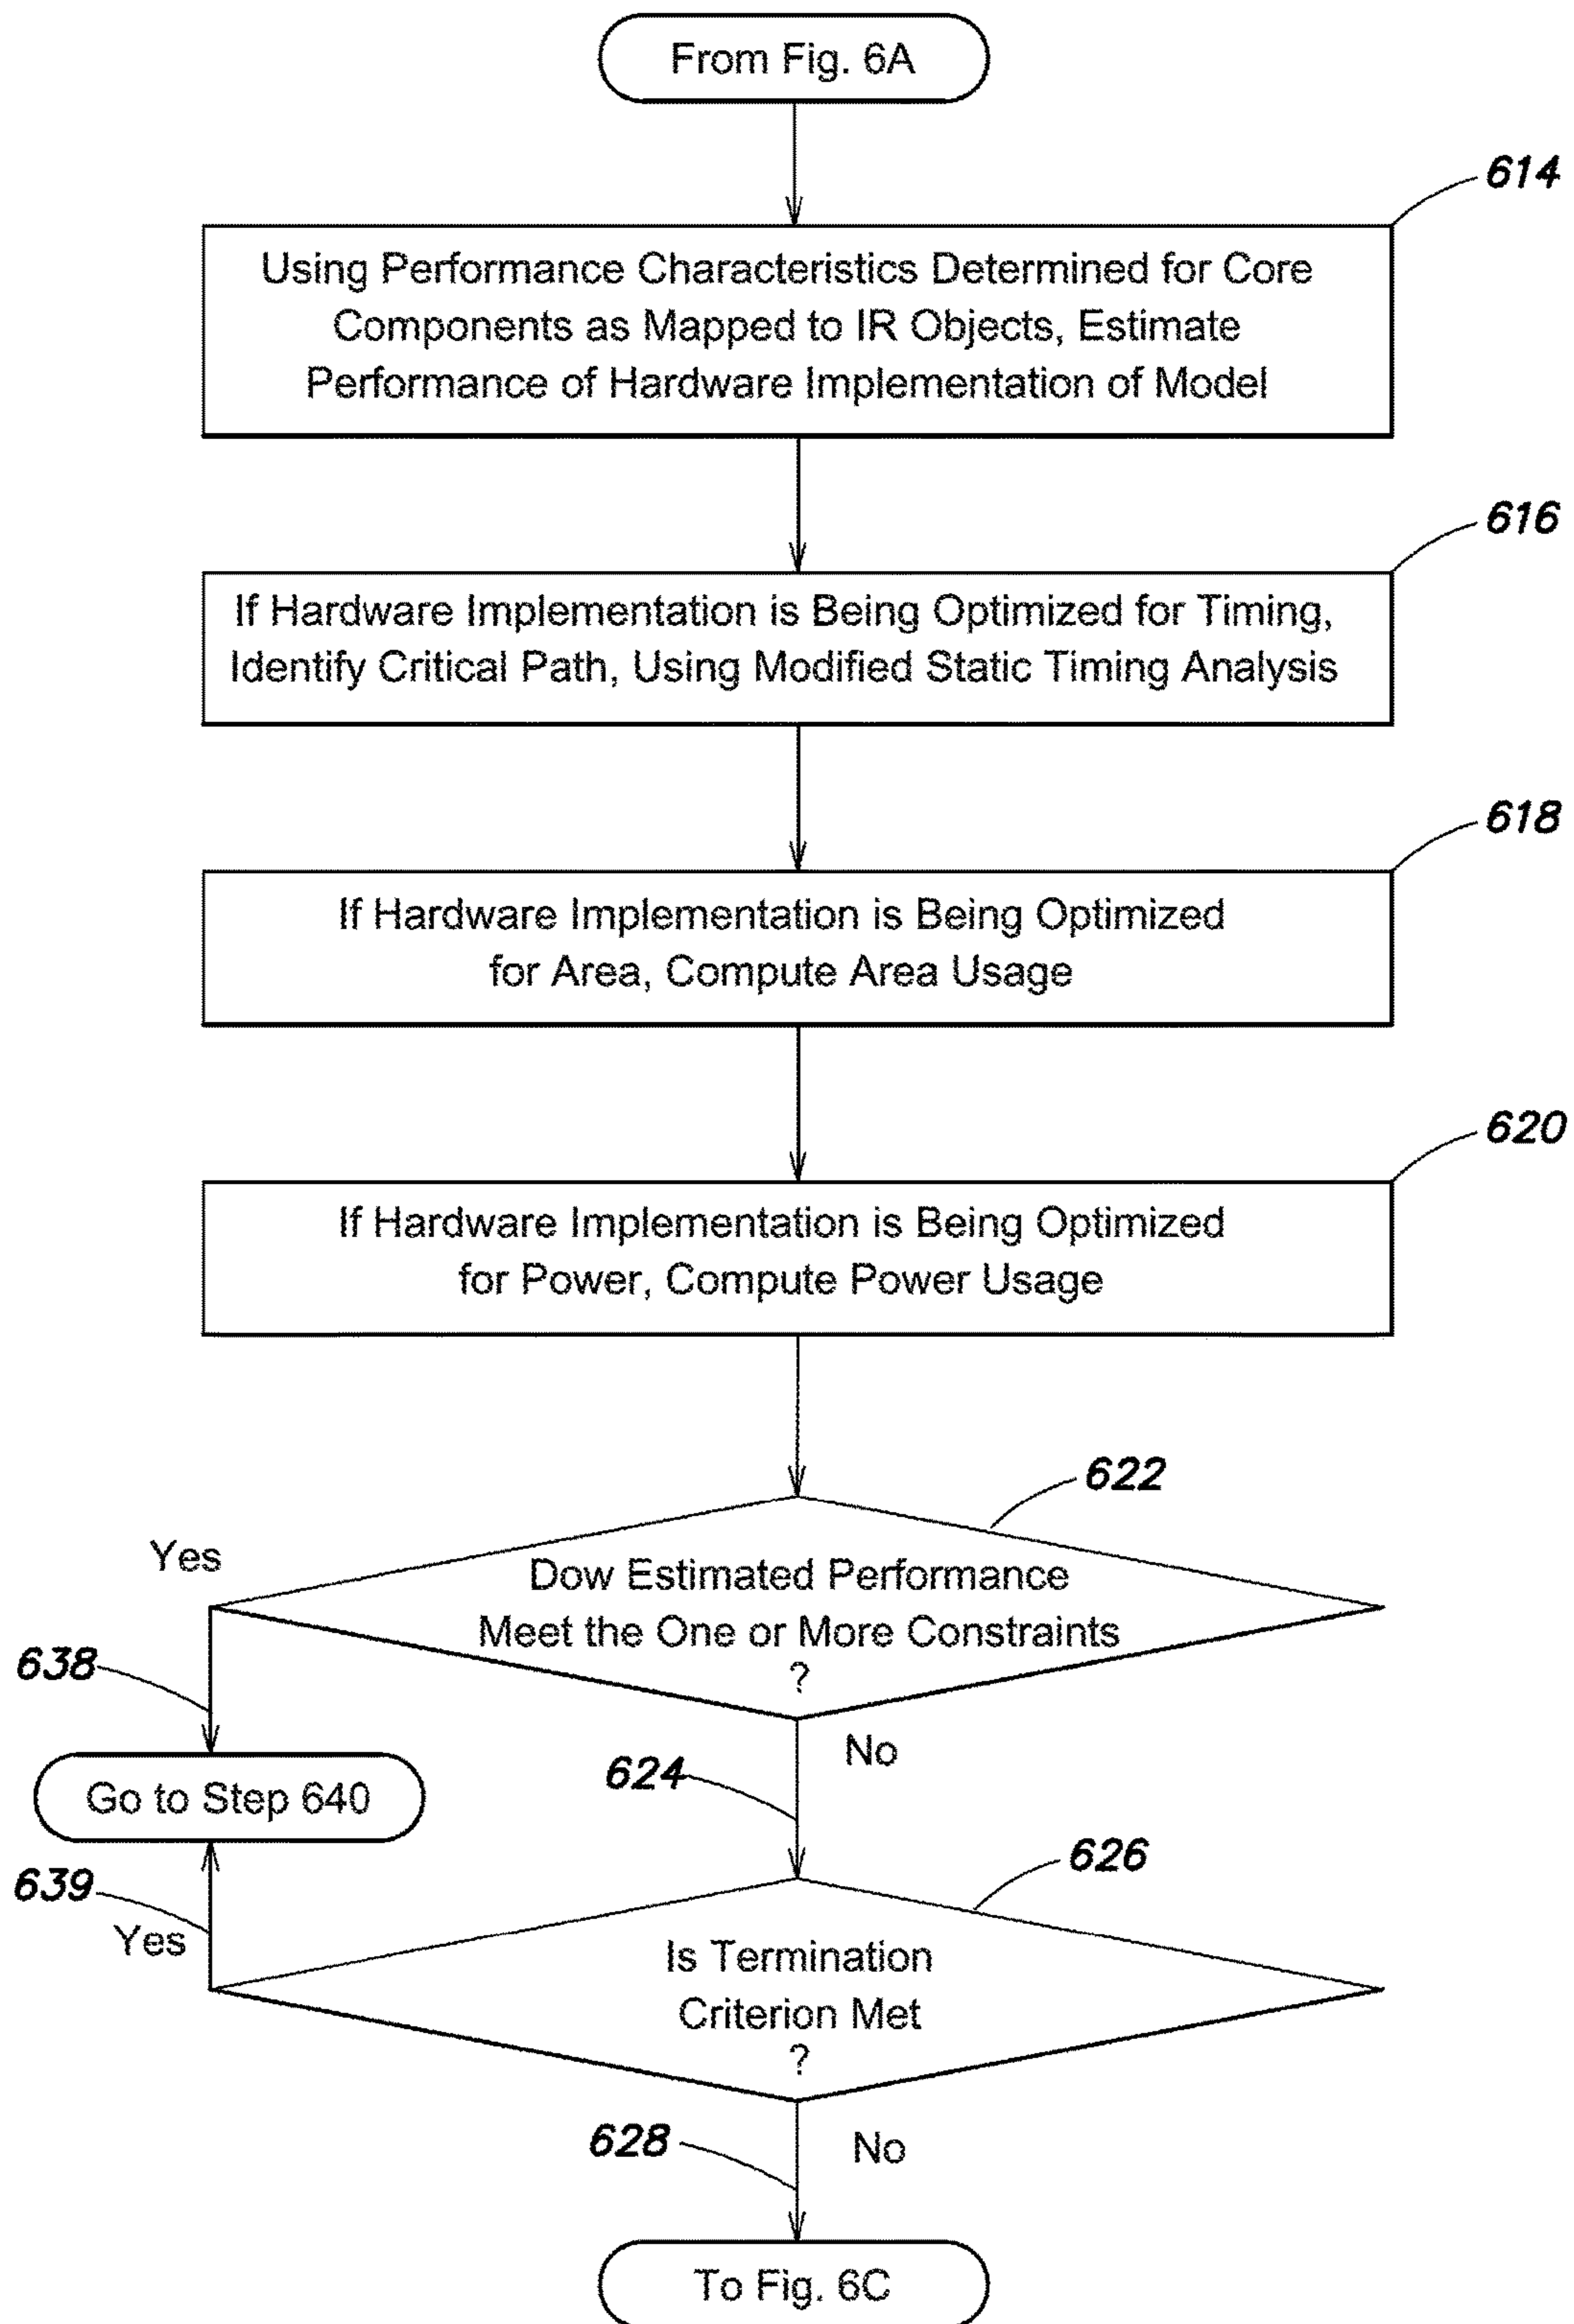 From Fig. 6A
614
Using Performance Characteristics Determined for Core
Components as Mapped to IR Objects, Estimate
Performance of Hardware Implementation of Model
616
If Hardware Implementation is Being Optimized for Timing,
Identify Critical Path, Using Modified Static Timing Analysis
618
If Hardware Implementation is Being Optimized
for Area, Compute Area Usage
620
If Hardware Implementation is Being Optimized
for Power, Compute Power Usage
622
Yes
Dow Estimated Performance
Meet the One or More Constraints
?
638
No
624
Go to Step 640
626
639
Yes
Is Termination
Criterion Met
?
628
No
To Fig. 6C